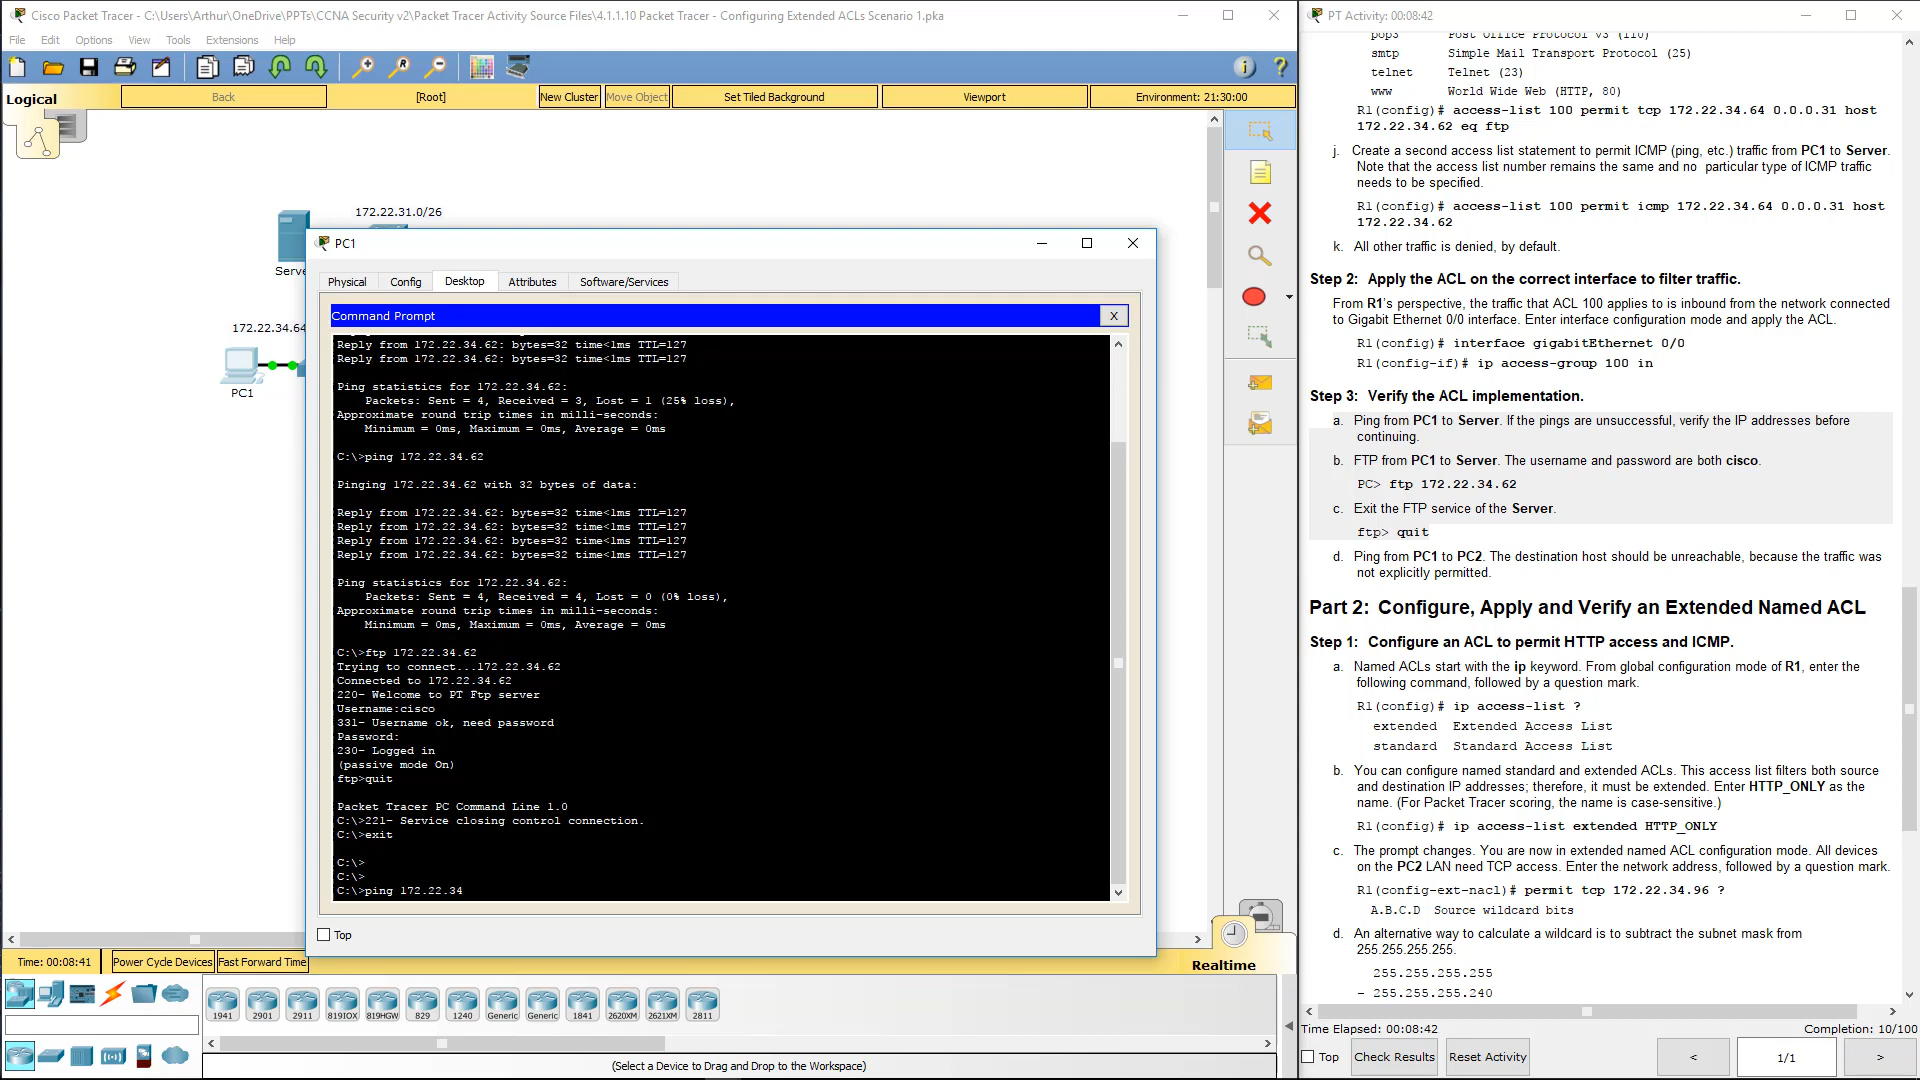 Cisco Packet Tracer - C:\Users\Arthur\OneDrive\PPTs\CCNA Security v2\Packet Tracer Activity Source Files\4.1.1.10 Packet Tracer - Configuring Extended ACLs Scenario 1.pka
File Edit Options View Tools Extensions Help
Logical
Back
[Root]
New Cluster
Move Object
Set Tiled Background
Viewport
Environment: 21:30:00
172.22.31.0/26
Serve
172.22.34.64
PC1
PC1
Physical Config Desktop Attributes Software/Services
Command Prompt
X
Reply from 172.22.34.62: bytes=32 time<1ms TTL=127
Reply from 172.22.34.62: bytes=32 time<1ms TTL=127
Ping statistics for 172.22.34.62:
Packets: Sent = 4, Received = 3, Lost = 1 (25% loss),
Approximate round trip times in milli-seconds:
Minimum = 0ms, Maximum = 0ms, Average = 0ms
C:\>ping 172.22.34.62
Pinging 172.22.34.62 with 32 bytes of data:
Reply from 172.22.34.62: bytes=32 time<1ms TTL=127
Reply from 172.22.34.62: bytes=32 time<1ms TTL=127
Reply from 172.22.34.62: bytes=32 time<1ms TTL=127
Reply from 172.22.34.62: bytes=32 time<1ms TTL=127
Ping statistics for 172.22.34.62:
Packets: Sent = 4, Received = 4, Lost = 0 (0% loss),
Approximate round trip times in milli-seconds:
Minimum = 0ms, Maximum = 0ms, Average = 0ms
C:\>ftp 172.22.34.62
Trying to connect...172.22.34.62
Connected to 172.22.34.62
220- Welcome to PT Ftp server
Username:cisco
331- Username ok, need password
Password:
230- Logged in
(passive mode On)
ftp>quit
Packet Tracer PC Command Line 1.0
C:\>221- Service closing control connection.
C:\>exit
C:\>
C:\>
C:\>ping 172.22.34
Top
Time: 00:08:41
Power Cycle Devices
Fast Forward Time
Realtime
1941 2901 2911 819IOX 819HGW 829 1240 Generic Generic 1841 2620XM 2621XM 2811
(Select a Device to Drag and Drop to the Workspace)
PT Activity: 00:08:42
pop3 Post Office Protocol v3 (110)
smtp Simple Mail Transport Protocol (25)
telnet Telnet (23)
www World Wide Web (HTTP, 80)
R1(config)# access-list 100 permit tcp 172.22.34.64 0.0.0.31 host
172.22.34.62 eq ftp
j. Create a second access list statement to permit ICMP (ping, etc.) traffic from PC1 to Server.
Note that the access list number remains the same and no particular type of ICMP traffic
needs to be specified.
R1(config)# access-list 100 permit icmp 172.22.34.64 0.0.0.31 host
172.22.34.62
k. All other traffic is denied, by default.
Step 2: Apply the ACL on the correct interface to filter traffic.
From R1's perspective, the traffic that ACL 100 applies to is inbound from the network connected
to Gigabit Ethernet 0/0 interface. Enter interface configuration mode and apply the ACL.
R1(config)# interface gigabitEthernet 0/0
R1(config-if)# ip access-group 100 in
Step 3: Verify the ACL implementation.
a. Ping from PC1 to Server. If the pings are unsuccessful, verify the IP addresses before
continuing.
b. FTP from PC1 to Server. The username and password are both cisco.
PC> ftp 172.22.34.62
c. Exit the FTP service of the Server.
ftp> quit
d. Ping from PC1 to PC2. The destination host should be unreachable, because the traffic was
not explicitly permitted.
Part 2: Configure, Apply and Verify an Extended Named ACL
Step 1: Configure an ACL to permit HTTP access and ICMP.
a. Named ACLs start with the ip keyword. From global configuration mode of R1, enter the
following command, followed by a question mark.
R1(config)# ip access-list ?
extended Extended Access List
standard Standard Access List
b. You can configure named standard and extended ACLs. This access list filters both source
and destination IP addresses; therefore, it must be extended. Enter HTTP_ONLY as the
name. (For Packet Tracer scoring, the name is case-sensitive.)
R1(config)# ip access-list extended HTTP_ONLY
c. The prompt changes. You are now in extended named ACL configuration mode. All devices
on the PC2 LAN need TCP access. Enter the network address, followed by a question mark.
R1(config-ext-nacl)# permit tcp 172.22.34.96 ?
A.B.C.D Source wildcard bits
d. An alternative way to calculate a wildcard is to subtract the subnet mask from
255.255.255.255.
255.255.255.255
- 255.255.255.240
Time Elapsed: 00:08:42
Completion: 10/100
Top
Check Results
Reset Activity
<
1/1
>